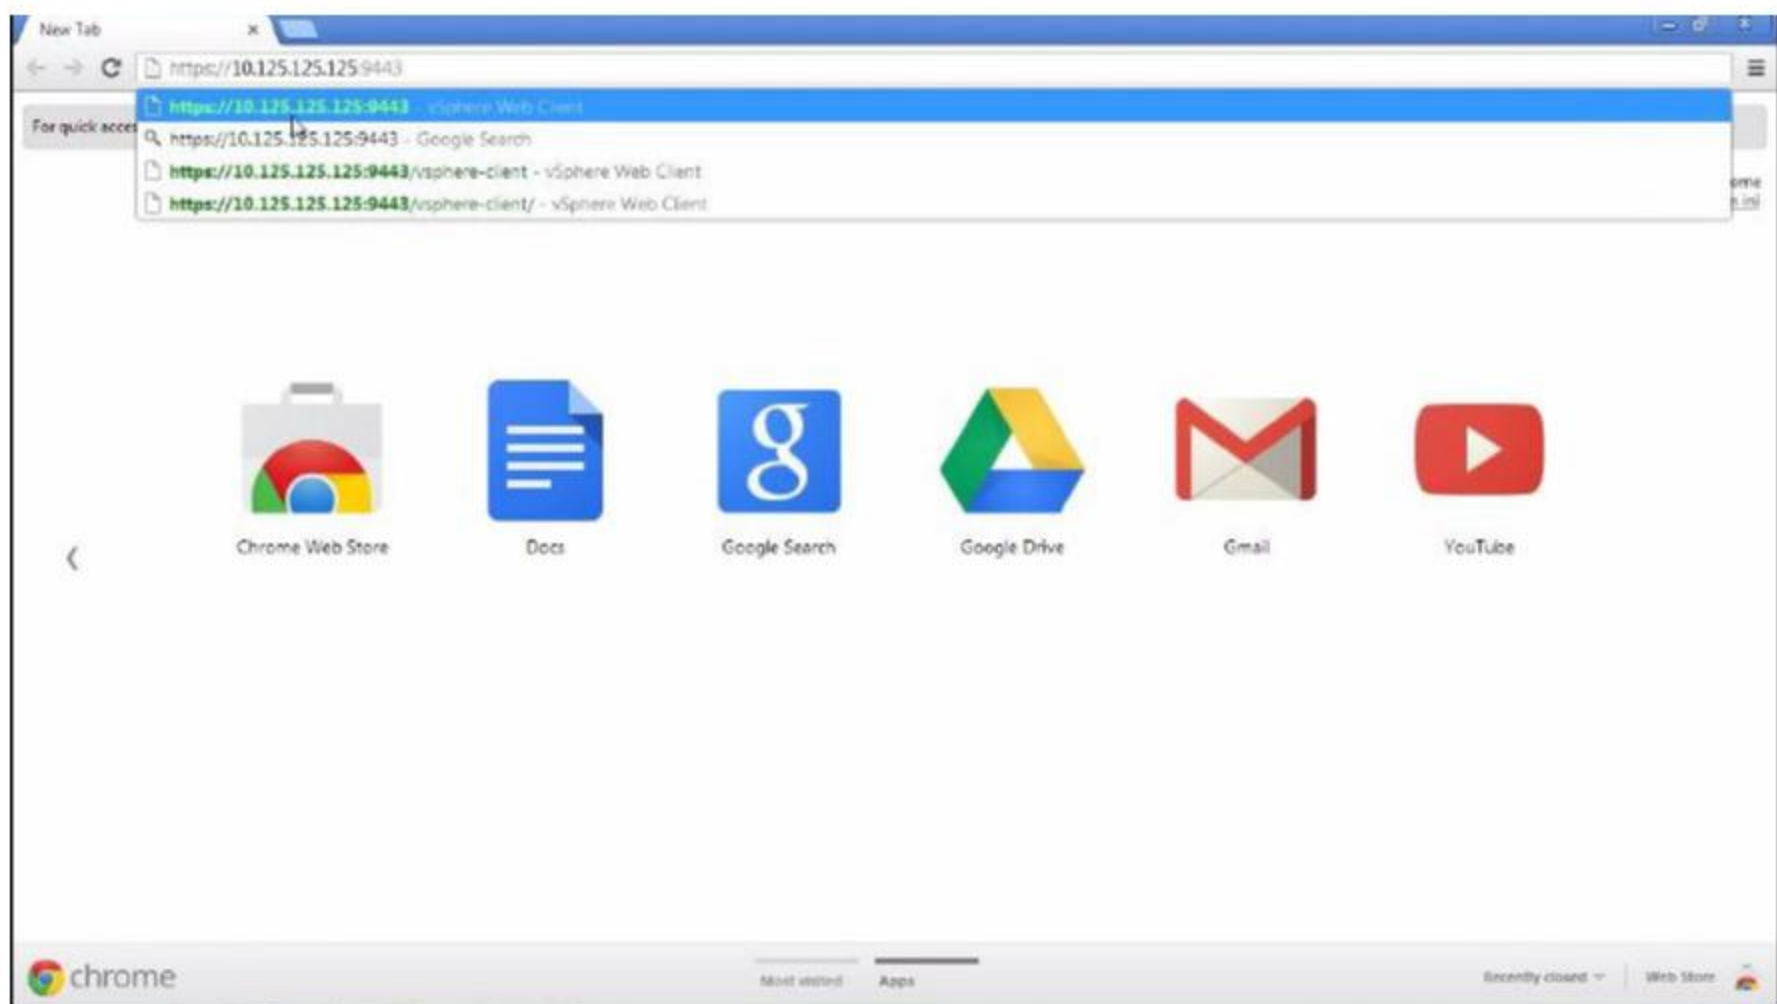 New Tab
https://10.125.125.125:9443
https://10.125.125.125:9443 - vSphere Web Client
https://10.125.125.125:9443 - Google Search
https://10.125.125.125:9443/vsphere-client - vSphere Web Client
https://10.125.125.125:9443/vsphere-client/ - vSphere Web Client
For quick acces
ome
n ini
g
Chrome Web Store
Docs
Google Search
Google Drive
Gmail
YouTube
chrome
Most visited
Apps
Recently closed
Web Store